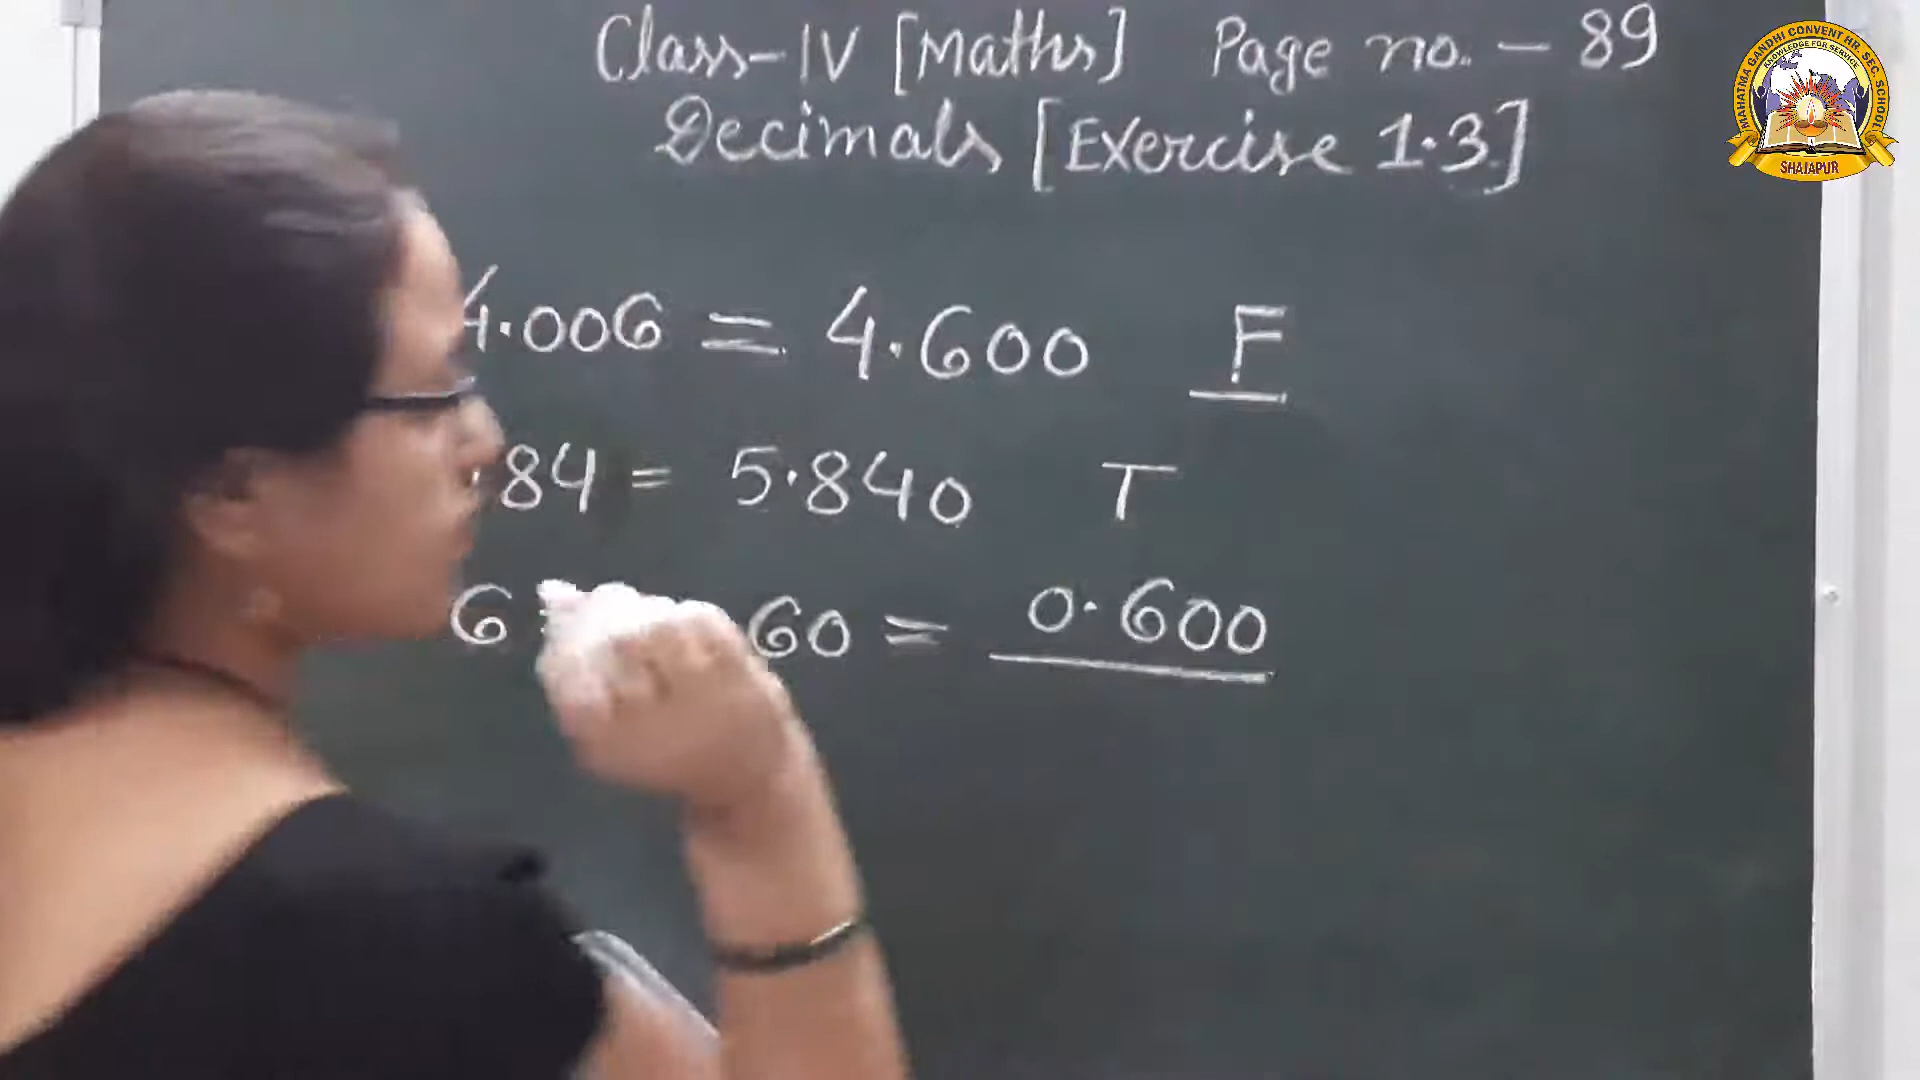 Class-IV [Maths] Page no. - 89
Decimals [Exercise 1.3]
4.006 = 4.600 F
.84 = 5.840 T
6 = 60 = 0.600
MAHATMA GANDHI CONVENT HR. SEC. SCHOOL
KNOWLEDGE FOR SERVICE
SHAJAPUR